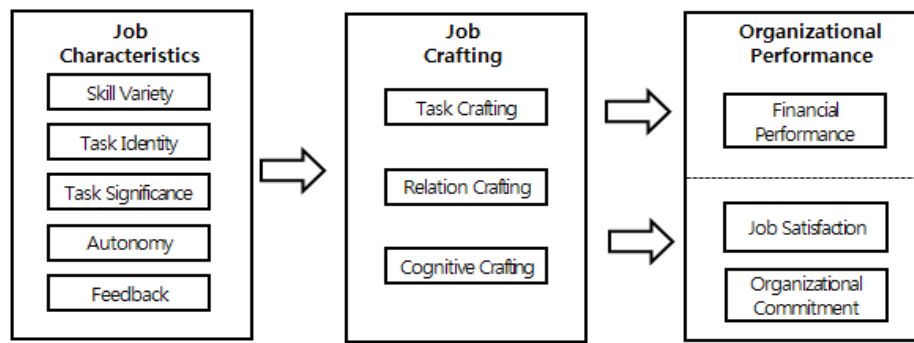 Job
Characteristics
Skill Variety
Task Identity
Task Significance
Autonomy
Feedback
Job
Crafting
Task Crafting
Relation Crafting
Cognitive Crafting
Organizational
Performance
Financial
Performance
Job Satisfaction
Organizational
Commitment